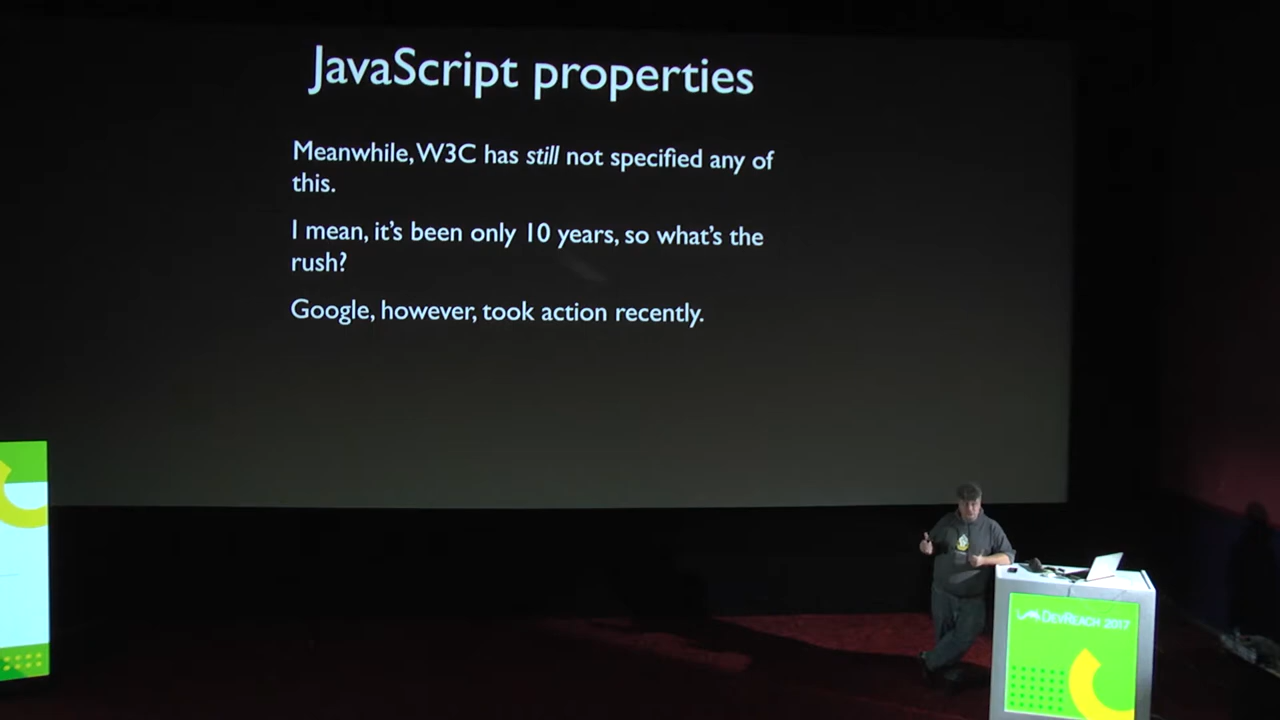 JavaScript properties
Meanwhile, W3C has still not specified any of
this.
I mean, it's been only 10 years, so what's the
rush?
Google, however, took action recently.
DEVREACH 2017